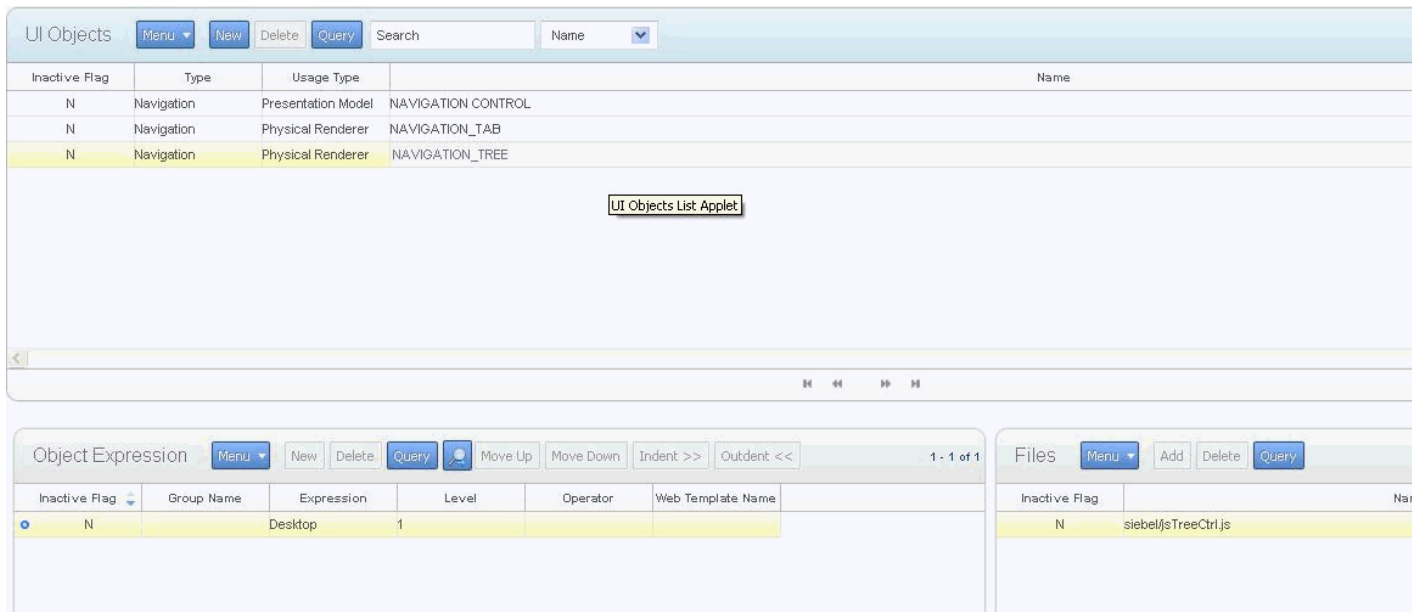 UI Objects Menu New Delete Query Search Name
Inactive Flag Type Usage Type Name
N Navigation Presentation Model NAVIGATION CONTROL
N Navigation Physical Renderer NAVIGATION_TAB
N Navigation Physical Renderer NAVIGATION_TREE
UI Objects List Applet
Object Expression Menu New Delete Query Move Up Move Down Indent >> Outdent << 1 - 1 of 1 Files Menu Add Delete Query
Inactive Flag Group Name Expression Level Operator Web Template Name Inactive Flag
N Desktop 1 N siebel/jsTreeCtrl.js